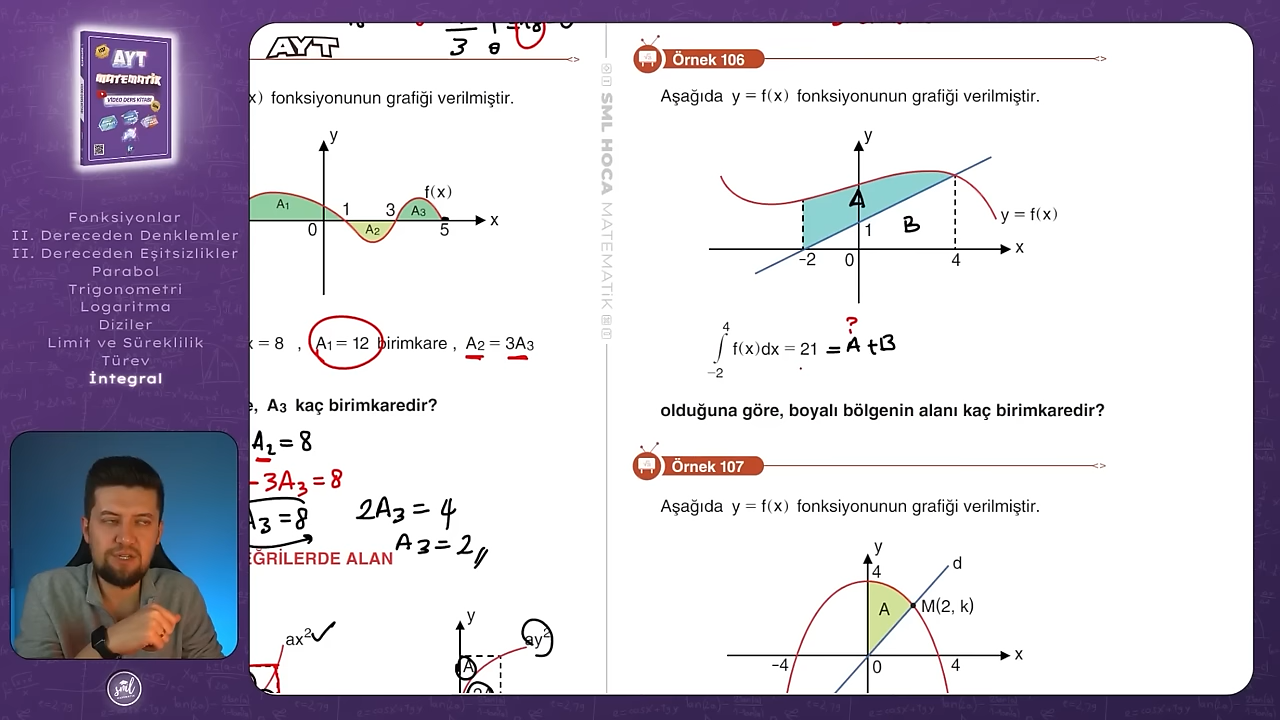 AYT
MATEMATİK
VİDEO DERS KİTABI
Fonksiyonlar
II. Dereceden Denklemler
II. Dereceden Eşitsizlikler
Parabol
Trigonometri
Logaritma
Diziler
Limit ve Süreklilik
Türev
İntegral
sml
AYT
x) fonksiyonunun grafiği verilmiştir.
y
f(x)
A1
1
3
A3
x
0
A2
5
x = 8 , A1 = 12 birimkare , A2 = 3A3
e, A3 kaç birimkaredir?
A2 = 8
- 3A3 = 8
A3 = 8
2A3 = 4
A3 = 2
EĞRİLERDE ALAN
ax²
y
ay²
A
SML HOCA MATEMATİK
Örnek 106
Aşağıda y = f(x) fonksiyonunun grafiği verilmiştir.
y
A
B
1
y = f(x)
x
-2
0
4
∫₋₂⁴ f(x)dx = 21 = A + B
?
olduğuna göre, boyalı bölgenin alanı kaç birimkaredir?
Örnek 107
Aşağıda y = f(x) fonksiyonunun grafiği verilmiştir.
y
d
4
A
M(2, k)
x
-4
0
4